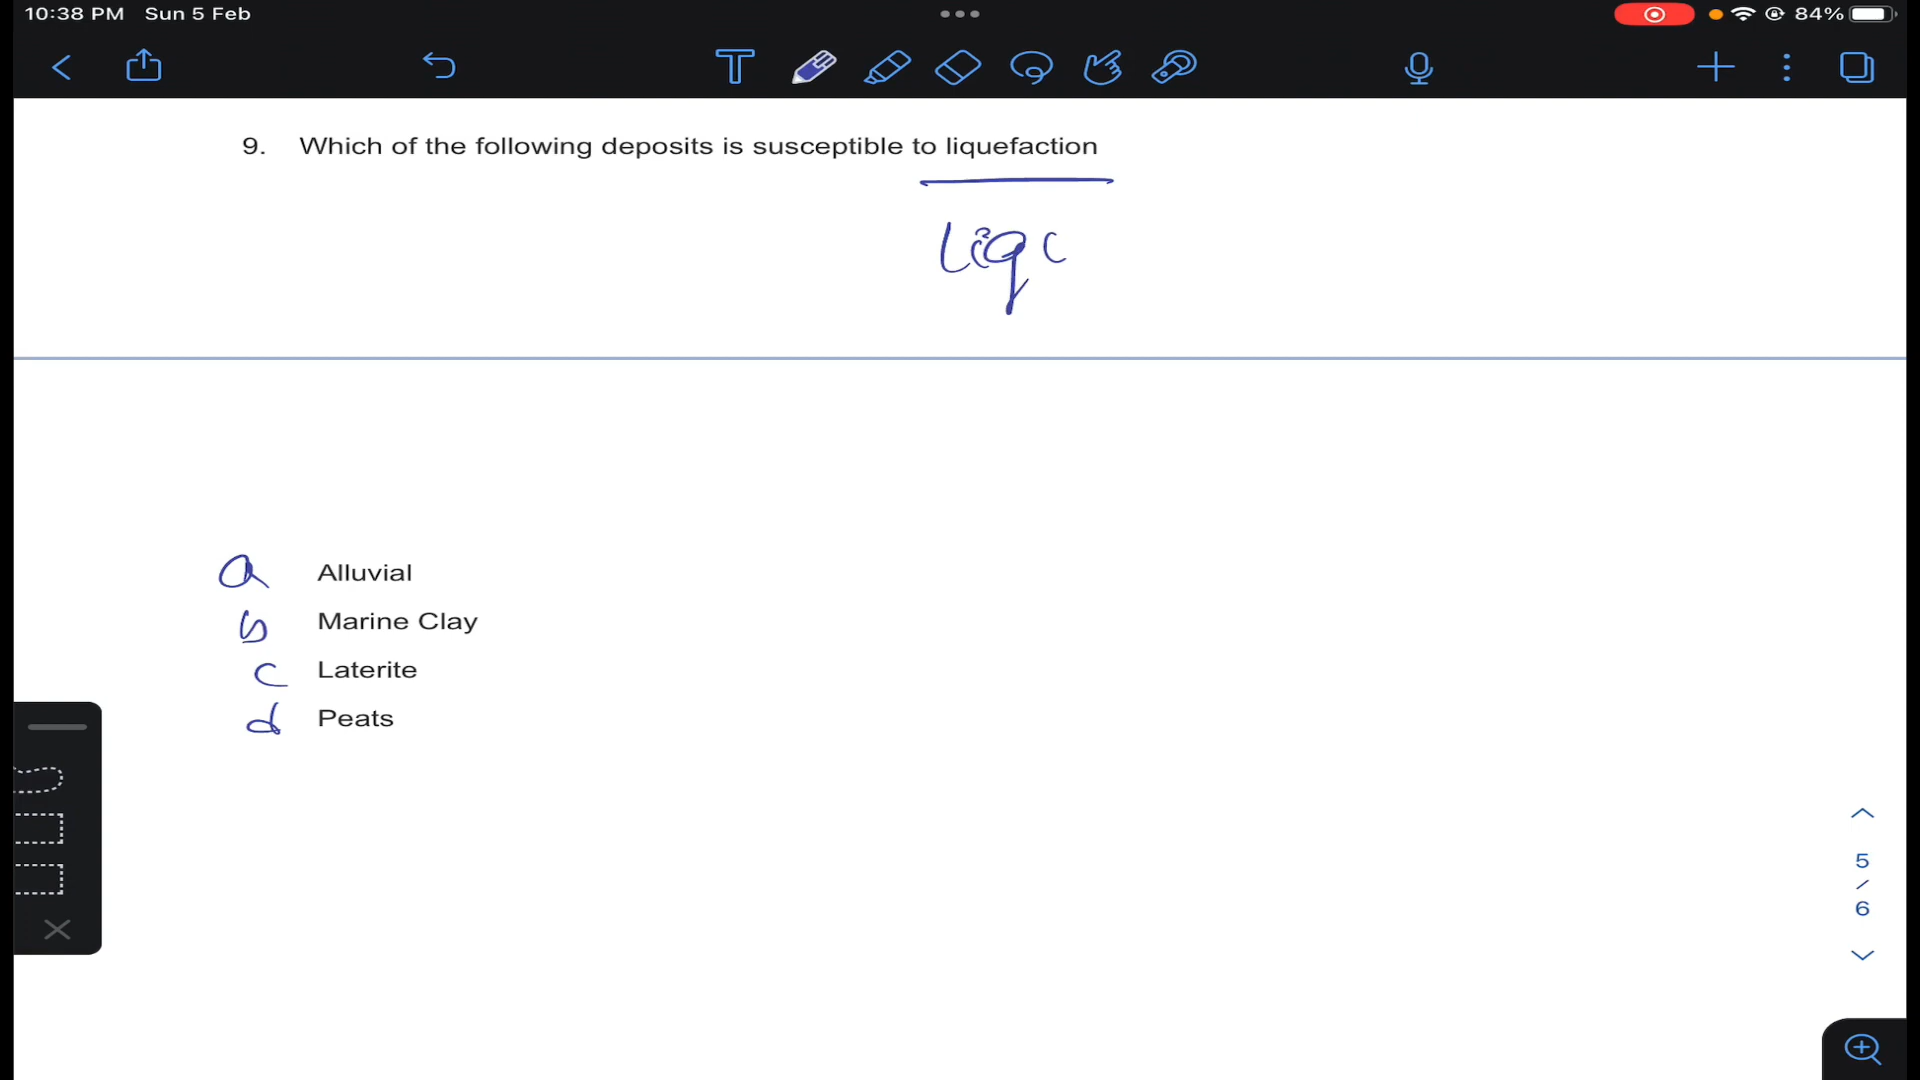 10:38 PM Sun 5 Feb
84%
9. Which of the following deposits is susceptible to liquefaction
Liq
a Alluvial
b Marine Clay
c Laterite
d Peats
5
/
6